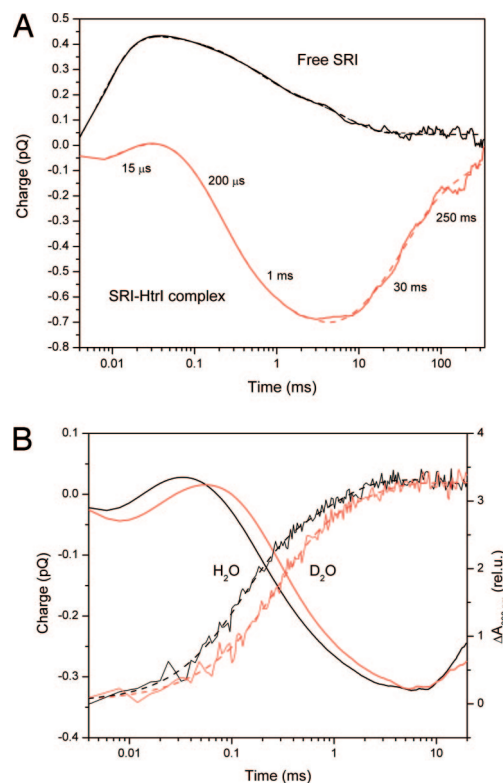 A
Charge (pQ)
0.5
0.4
0.3
0.2
0.1
0.0
-0.1
-0.2
-0.3
-0.4
-0.5
-0.6
-0.7
-0.8
Free SRI
15 µs
200 µs
1 ms
30 ms
250 ms
SRI-HtrI complex
0.01 0.1 1 10 100
Time (ms)
B
Charge (pQ)
0.1
0.0
-0.1
-0.2
-0.3
-0.4
H₂O
D₂O
4
3
2
1
0
(rel.u.)
0.01 0.1 1 10
Time (ms)